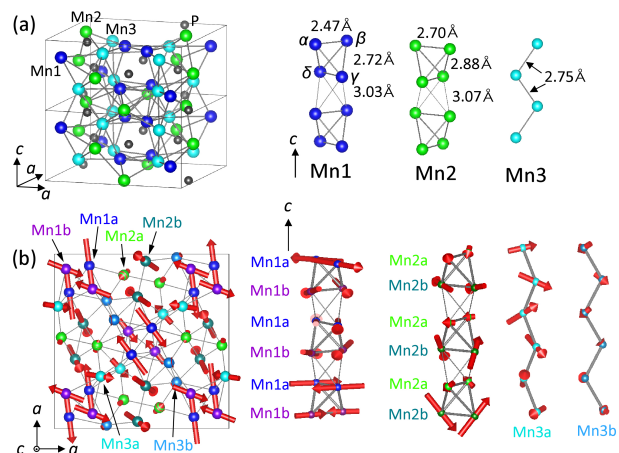 (a)
Mn2
Mn3
P
Mn1
c
a
a
2.47Å
α
β
2.72Å
δ
γ
3.03Å
c
Mn1
2.70Å
2.88Å
3.07Å
Mn2
2.75Å
Mn3
(b)
Mn1b
Mn1a
Mn2a
Mn2b
Mn3a
Mn3b
a
c
a
c
Mn1a
Mn1b
Mn1a
Mn1b
Mn1a
Mn1b
Mn2a
Mn2b
Mn2a
Mn2b
Mn2a
Mn2b
Mn3a
Mn3b